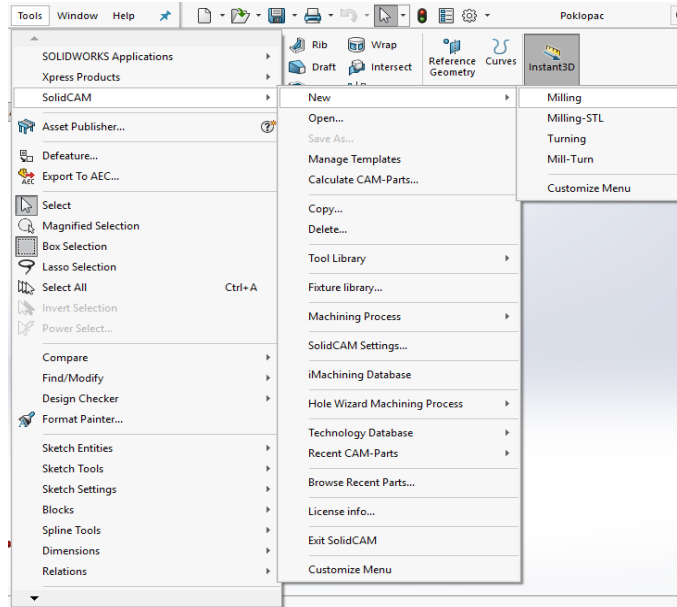 Tools Window Help Poklopac
Rib Wrap
Draft Intersect
Reference Geometry
Curves
Instant3D
SOLIDWORKS Applications
Xpress Products
SolidCAM
Asset Publisher...
Defeature...
Export To AEC...
Select
Magnified Selection
Box Selection
Lasso Selection
Select All Ctrl+A
Invert Selection
Power Select...
Compare
Find/Modify
Design Checker
Format Painter...
Sketch Entities
Sketch Tools
Sketch Settings
Blocks
Spline Tools
Dimensions
Relations
New
Open...
Save As...
Manage Templates
Calculate CAM-Parts...
Copy...
Delete...
Tool Library
Fixture library...
Machining Process
SolidCAM Settings...
iMachining Database
Hole Wizard Machining Process
Technology Database
Recent CAM-Parts
Browse Recent Parts...
License info...
Exit SolidCAM
Customize Menu
Milling
Milling-STL
Turning
Mill-Turn
Customize Menu